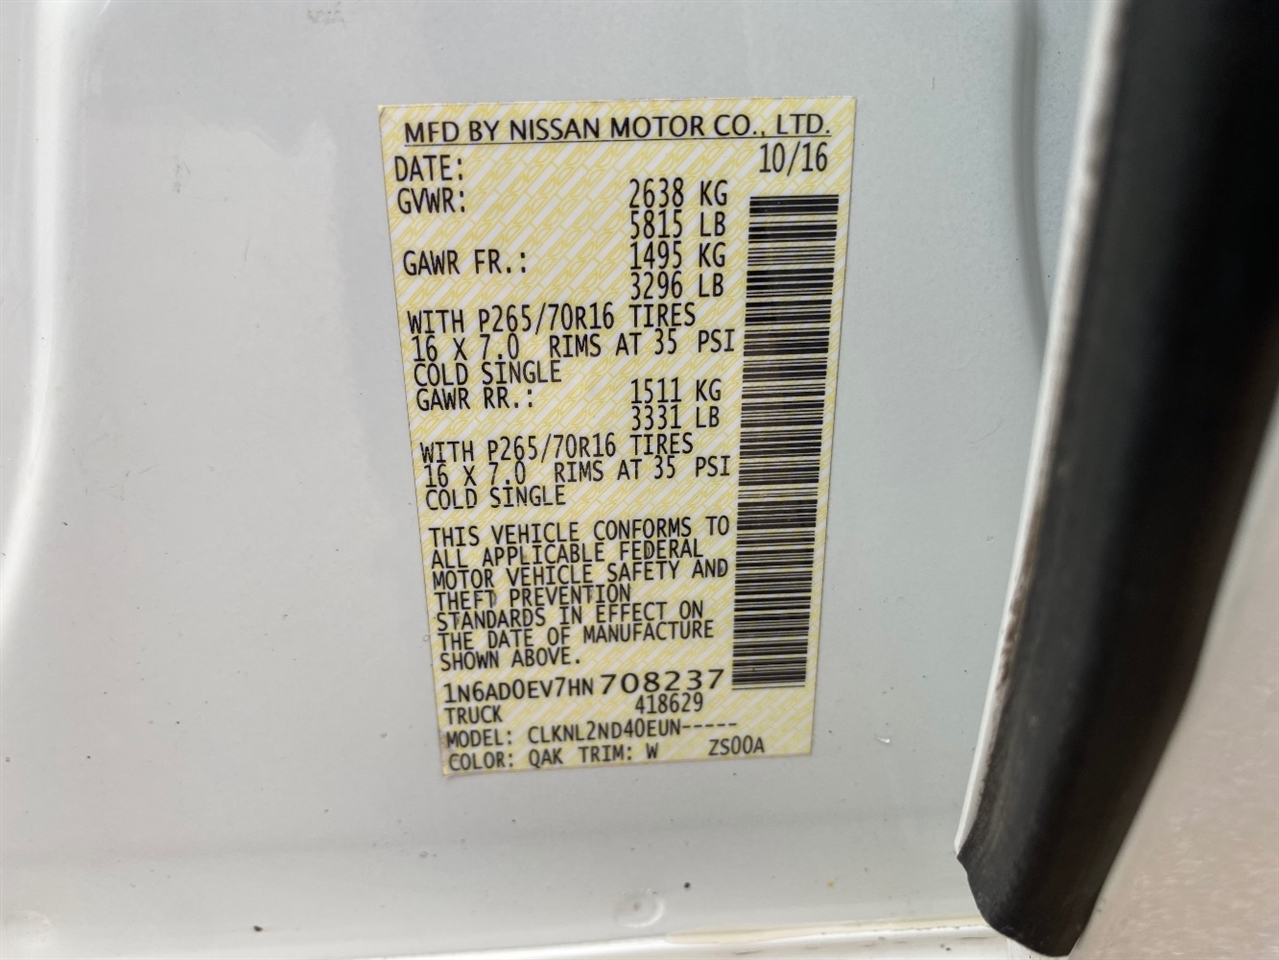 MFD BY NISSAN MOTOR CO., LTD.
DATE: 10/16
GVWR: 2638 KG
5815 LB
GAWR FR.: 1495 KG
3296 LB
WITH P265/70R16 TIRES
16 X 7.0 RIMS AT 35 PSI
COLD SINGLE
GAWR RR.: 1511 KG
3331 LB
WITH P265/70R16 TIRES
16 X 7.0 RIMS AT 35 PSI
COLD SINGLE
THIS VEHICLE CONFORMS TO
ALL APPLICABLE FEDERAL
MOTOR VEHICLE SAFETY AND
THEFT PREVENTION
STANDARDS IN EFFECT ON
THE DATE OF MANUFACTURE
SHOWN ABOVE.
1N6AD0EV7HN708237
TRUCK 418629
MODEL: CLKNL2ND40EUN-----
COLOR: QAK TRIM: W ZS00A